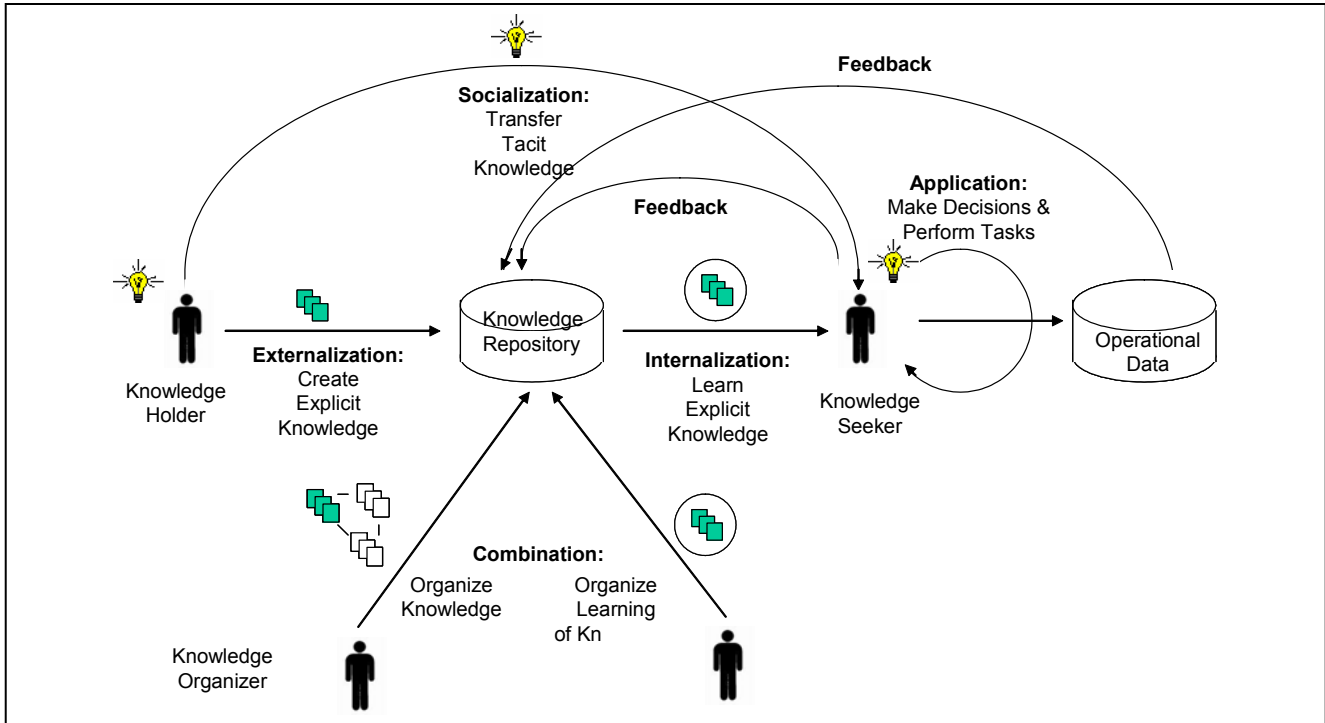 Feedback
Socialization:
Transfer
Tacit
Knowledge
Feedback
Application:
Make Decisions &
Perform Tasks
Knowledge
Repository
Operational
Data
Externalization:
Create
Explicit
Knowledge
Internalization:
Learn
Explicit
Knowledge
Knowledge
Holder
Knowledge
Seeker
Combination:
Organize
Knowledge
Organize
Learning
of Kn
Knowledge
Organizer